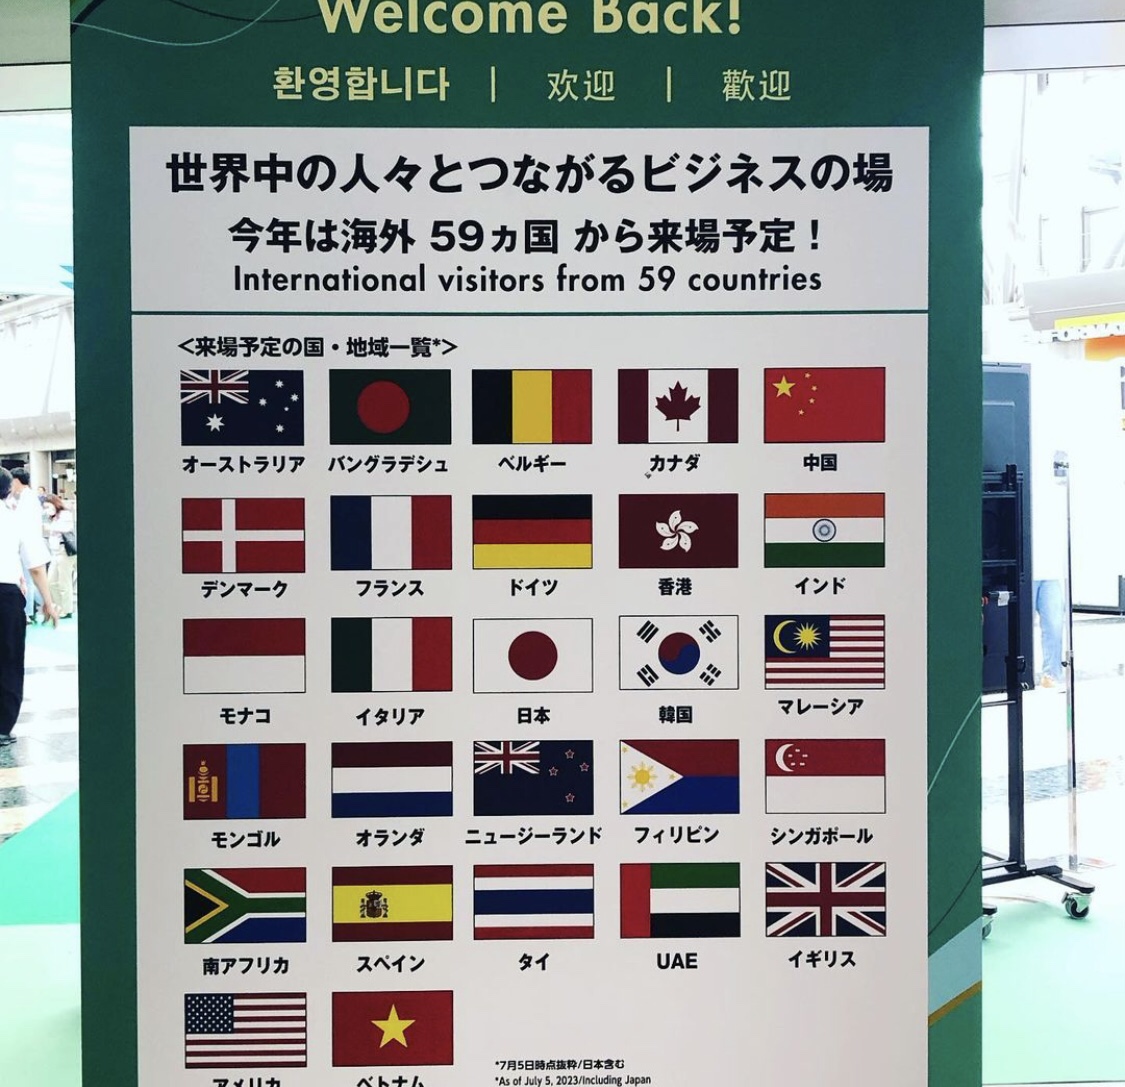 Welcome Back!
환영합니다 | 欢迎 | 歡迎
世界中の人々とつながるビジネスの場
今年は海外 59ヵ国 から来場予定！
International visitors from 59 countries
<来場予定の国・地域一覧*>
オーストラリア バングラデシュ ベルギー カナダ 中国
デンマーク フランス ドイツ 香港 インド
モナコ イタリア 日本 韓国 マレーシア
モンゴル オランダ ニュージーランド フィリピン シンガポール
南アフリカ スペイン タイ UAE イギリス
アメリカ ベトナム
*7月5日時点抜粋/日本含む
*As of July 5, 2023/Including Japan